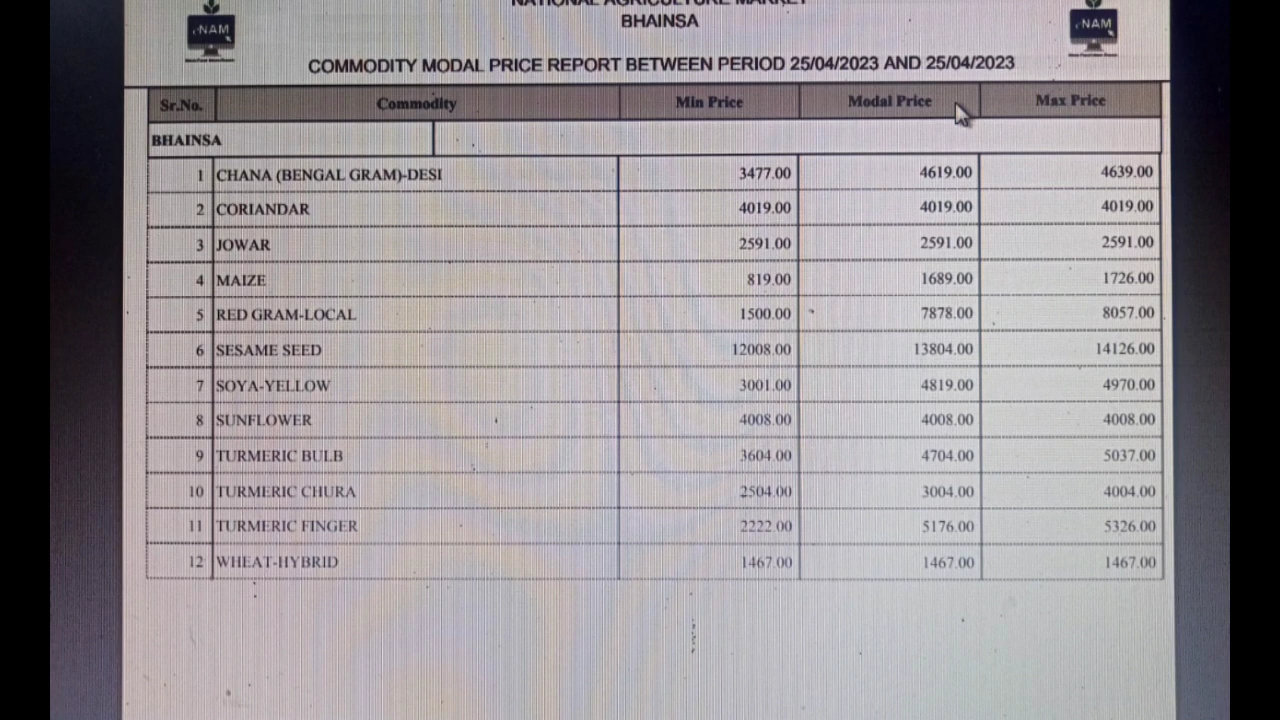 NATIONAL AGRICULTURE MARKET
BHAINSA
eNAM
eNAM
COMMODITY MODAL PRICE REPORT BETWEEN PERIOD 25/04/2023 AND 25/04/2023
Sr.No. Commodity Min Price Modal Price Max Price
BHAINSA
1 CHANA (BENGAL GRAM)-DESI 3477.00 4619.00 4639.00
2 CORIANDAR 4019.00 4019.00 4019.00
3 JOWAR 2591.00 2591.00 2591.00
4 MAIZE 819.00 1689.00 1726.00
5 RED GRAM-LOCAL 1500.00 7878.00 8057.00
6 SESAME SEED 12008.00 13804.00 14126.00
7 SOYA-YELLOW 3001.00 4819.00 4970.00
8 SUNFLOWER 4008.00 4008.00 4008.00
9 TURMERIC BULB 3604.00 4704.00 5037.00
10 TURMERIC CHURA 2504.00 3004.00 4004.00
11 TURMERIC FINGER 2222.00 5176.00 5326.00
12 WHEAT-HYBRID 1467.00 1467.00 1467.00